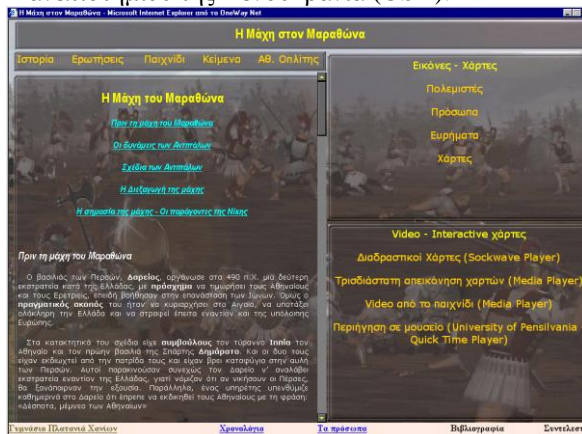 Η Μάχη στον Μαραθώνα - Microsoft Internet Explorer από το OneWay Net
Η Μάχη στον Μαραθώνα
Ιστορία Ερωτήσεις Παιχνίδι Κείμενα Αθ. Οπλίτης
Η Μάχη του Μαραθώνα
Πριν τη μάχη του Μαραθώνα
Οι δυνάμεις των Αντιπάλων
Σχέδια των Αντιπάλων
Η Διεξαγωγή της μάχης
Η σημασία της μάχης - Οι παράγοντες της Νίκης
Πριν τη μάχη του Μαραθώνα
Ο βασιλιάς των Περσών, Δαρείος, οργάνωσε στα 490 π.Χ. μια δεύτερη
εκστρατεία κατά της Ελλάδας, με πρόσχημα να τιμωρήσει τους Αθηναίους
και τους Ερετριείς, επειδή βοήθησαν στην επανάσταση των Ιώνων. Όμως ο
πραγματικός σκοπός του ήταν να κυριαρχήσει στο Αιγαίο, να υποτάξει
ολόκληρη την Ελλάδα και να στραφεί έπειτα εναντίον και της υπόλοιπης
Ευρώπης.
Στα κατακτητικά του σχέδια είχε συμβούλους τον τύραννο Ιππία τον
Αθηναίο και τον πρώην βασιλιά της Σπάρτης Δημάρατο. Και οι δυο τους
είχαν εκδιωχτεί από την πατρίδα τους και είχαν βρει καταφύγιο στην αυλή
των Περσών. Αυτοί παρακινούσαν συνεχώς τον Δαρείο ν' αναλάβει
εκστρατεία εναντίον της Ελλάδας, γιατί νόμιζαν ότι αν νικήσουν οι Πέρσες,
θα ξανάπαιρναν την εξουσία. Παράλληλα, ένας υπηρέτης υπενθύμιζε
καθημερινά στο Δαρείο ότι έπρεπε να εκδικηθεί τους Αθηναίους με τη φράση:
«Δέσποτα, μέμνεο των Αθηναίων»
Εικόνες - Χάρτες
Πολεμιστές
Πρόσωπα
Ευρήματα
Χάρτες
Video - Interactive χάρτες
Διαδραστικοί Χάρτες (Sockwave Player)
Τρισδιάστατη απεικόνιση χαρτών (Media Player)
Video από το παιχνίδι (Media Player)
Περιήγηση σε μουσείο (University of Pensilvania -
Quick Time Player)
Γυμνάσιο Πλατανιά Χανίων Χρονολόγιο Τα πρόσωπα Βιβλιογραφία Συντελεστ